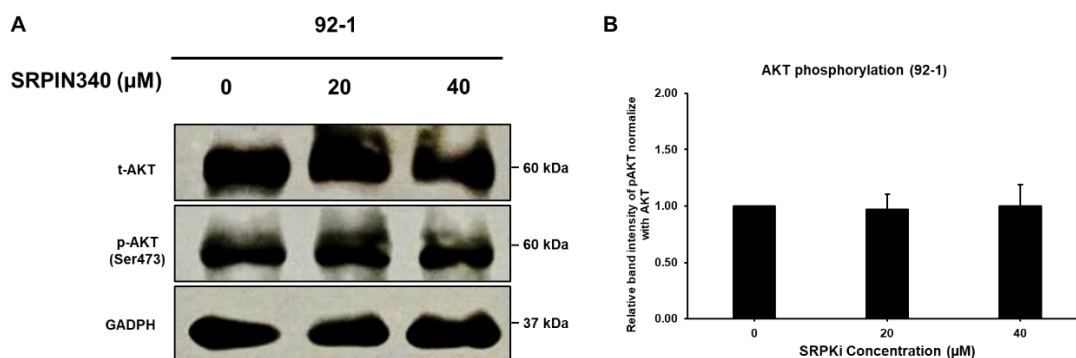 A
92-1
SRPIN340 (µM)
0 20 40
t-AKT
60 kDa
p-AKT
(Ser473)
60 kDa
GADPH
37 kDa
B
AKT phosphorylation (92-1)
Relative band intensity of pAKT normalize
with AKT
2.00
1.50
1.00
0.50
0.00
0 20 40
SRPKi Concentration (µM)